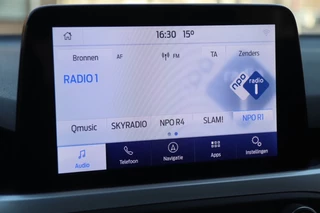 16:30 15°
Bronnen AF FM TA Zenders
RADIO 1
npo radio 1
Qmusic SKYRADIO NPO R4 SLAM! NPO R1
Audio Telefoon Navigatie Apps Instellingen